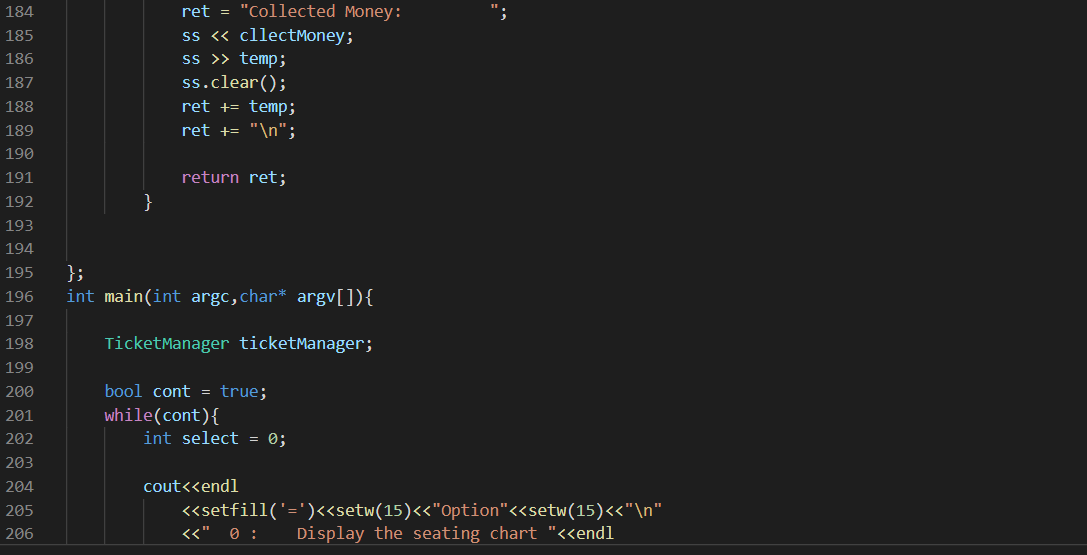 184 ret = "Collected Money:         ";
185 ss << cllectMoney;
186 ss >> temp;
187 ss.clear();
188 ret += temp;
189 ret += "\n";
190
191 return ret;
192 }
193
194
195 };
196 int main(int argc,char* argv[]){
197
198 TicketManager ticketManager;
199
200 bool cont = true;
201 while(cont){
202 int select = 0;
203
204 cout<<endl
205 <<setfill('=')<<setw(15)<<"Option"<<setw(15)<<"\n"
206 <<"  0 :    Display the seating chart "<<endl